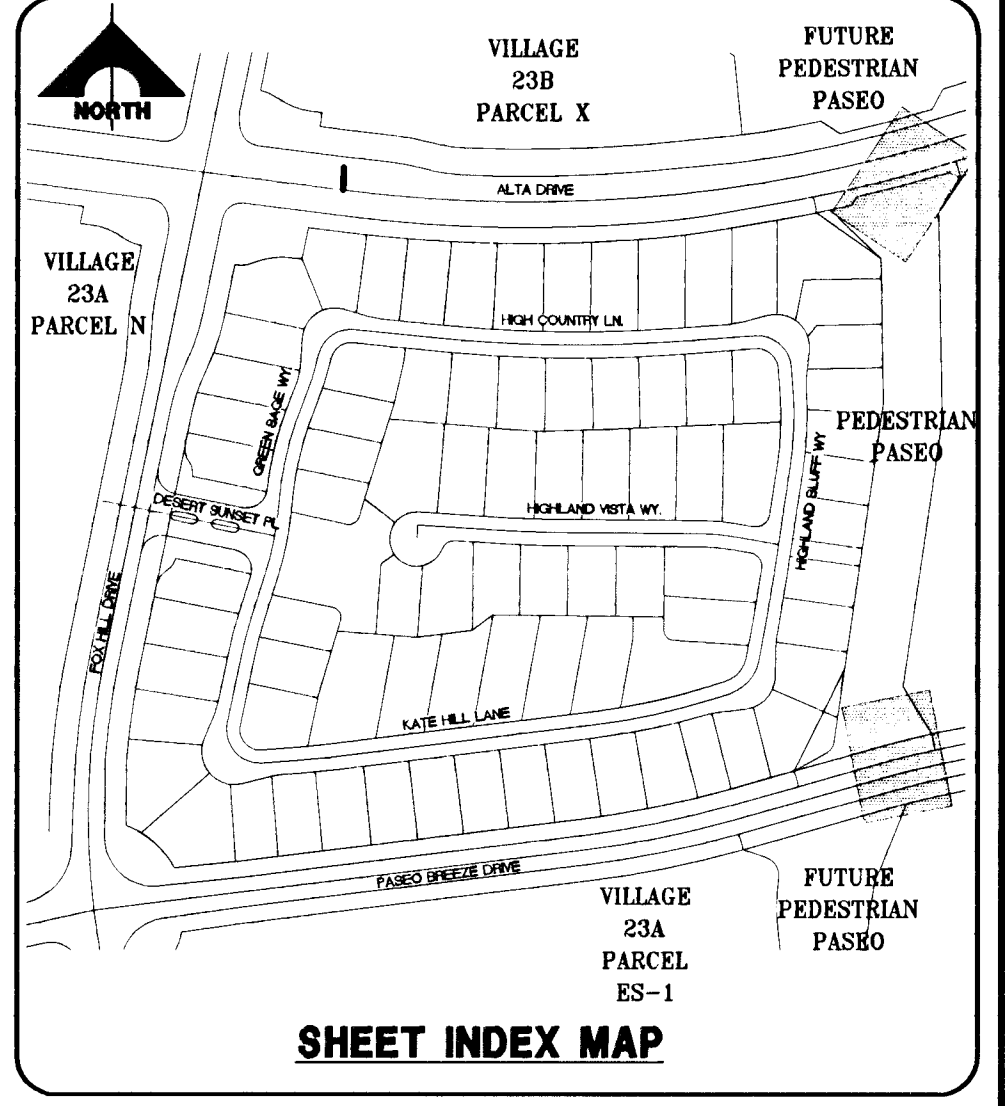 NORTH
VILLAGE
23B
PARCEL X
FUTURE
PEDESTRIAN
PASEO
ALTA DRIVE
VILLAGE
23A
PARCEL N
HIGH COUNTRY LN.
GREEN SAGE WY.
PEDESTRIAN
PASEO
HIGHLAND BLUFF WY
DESERT SUNSET PL.
HIGHLAND VISTA WY.
FOX HILL DRIVE
KATE HILL LANE
PASEO BREEZE DRIVE
VILLAGE
23A
PARCEL
ES-1
FUTURE
PEDESTRIAN
PASEO
SHEET INDEX MAP